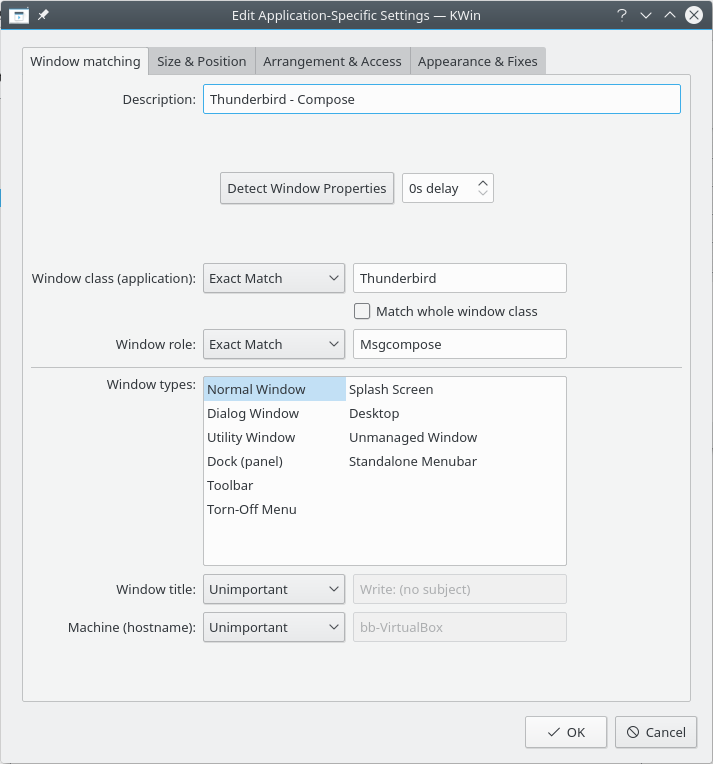 Edit Application-Specific Settings — KWin
Window matching Size & Position Arrangement & Access Appearance & Fixes
Description: Thunderbird - Compose
Detect Window Properties 0s delay
Window class (application): Exact Match Thunderbird
Match whole window class
Window role: Exact Match Msgcompose
Window types: Normal Window Splash Screen
Dialog Window Desktop
Utility Window Unmanaged Window
Dock (panel) Standalone Menubar
Toolbar
Torn-Off Menu
Window title: Unimportant Write: (no subject)
Machine (hostname): Unimportant bb-VirtualBox
OK Cancel